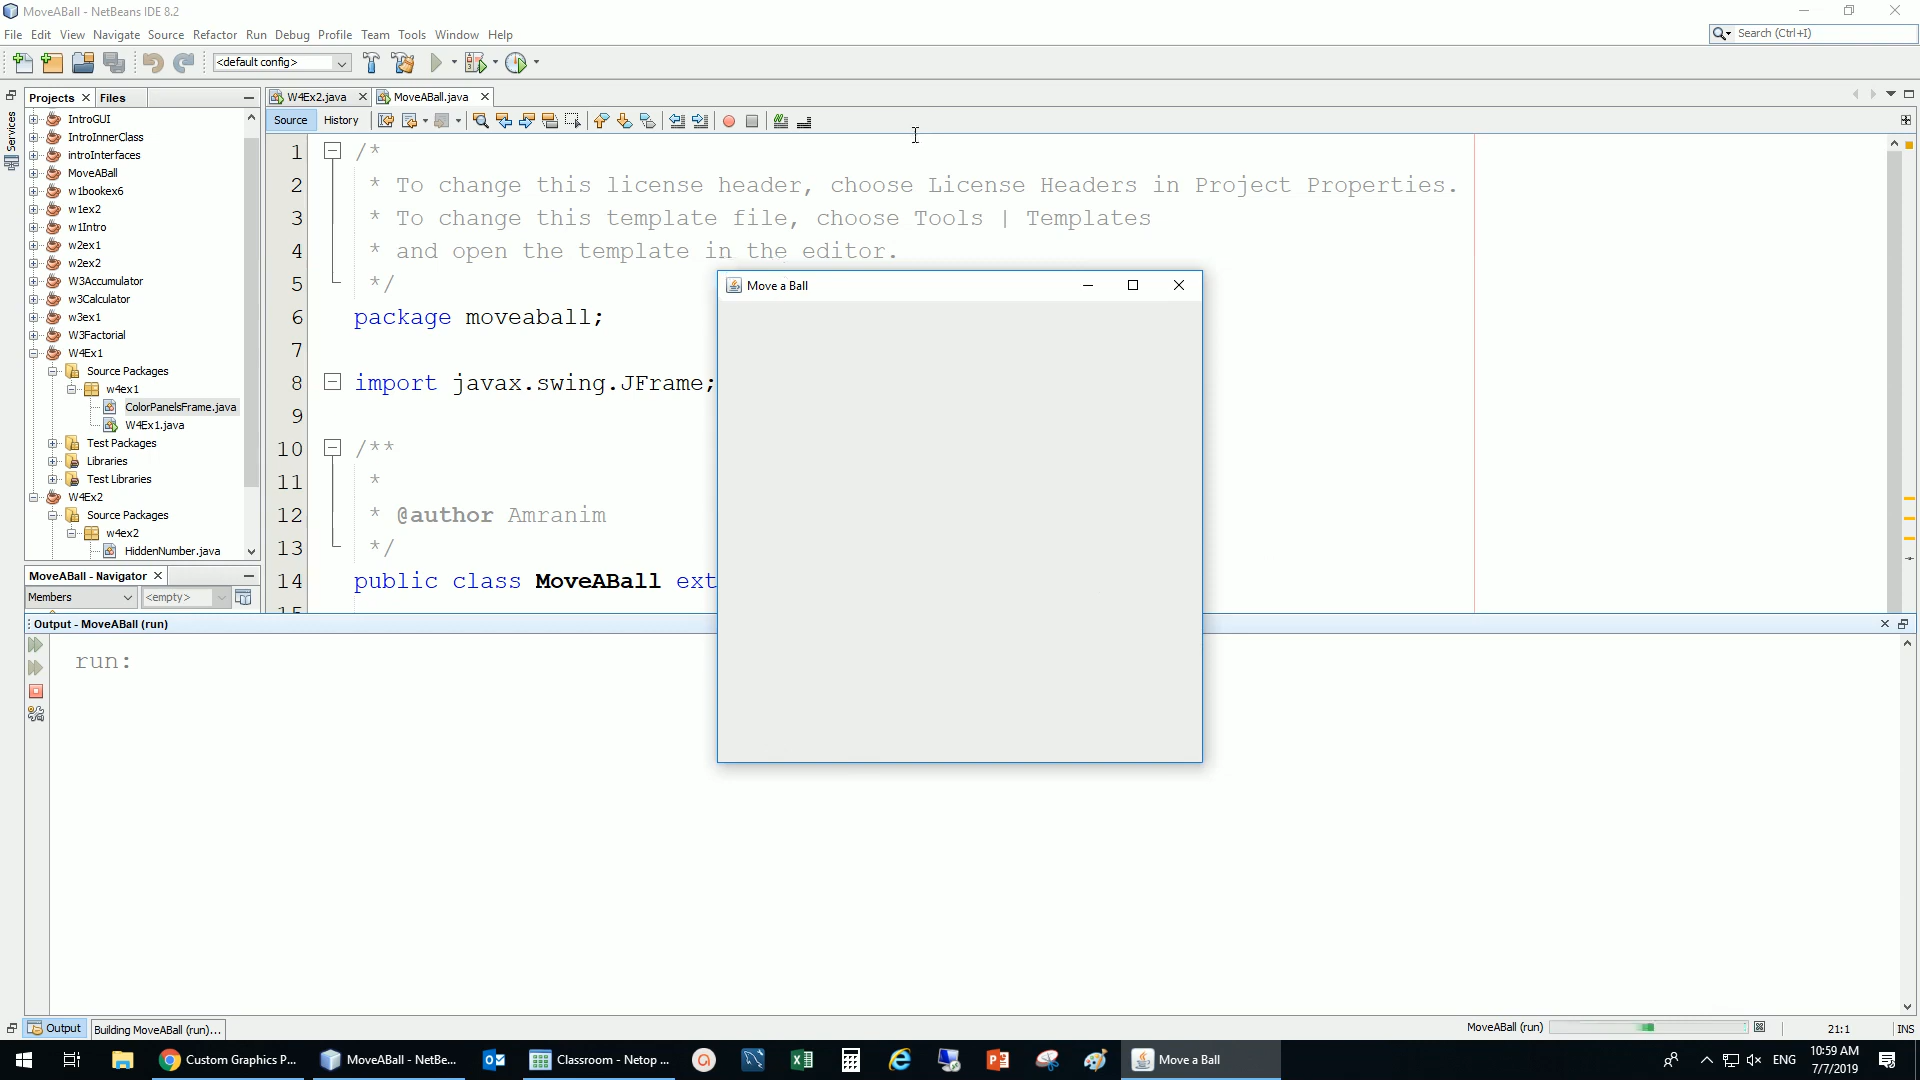 MoveABall - NetBeans IDE 8.2
File Edit View Navigate Source Refactor Run Debug Profile Team Tools Window Help
Search (Ctrl+I)
<default config>
Services
Projects Files
IntroGUI
IntroInnerClass
introInterfaces
MoveABall
w1bookex6
w1ex2
w1Intro
w2ex1
w2ex2
W3Accumulator
w3Calculator
w3ex1
W3Factorial
W4Ex1
Source Packages
w4ex1
ColorPanelsFrame.java
W4Ex1.java
Test Packages
Libraries
Test Libraries
W4Ex2
Source Packages
w4ex2
HiddenNumber.java
MoveABall - Navigator
Members <empty>
W4Ex2.java MoveABall.java
Source History
1 /*
2 * To change this license header, choose License Headers in Project Properties.
3 * To change this template file, choose Tools | Templates
4 * and open the template in the editor.
5 */
6 package moveaball;
7
8 import javax.swing.JFrame;
9
10 /**
11 *
12 * @author Amranim
13 */
14 public class MoveABall ext
15
Move a Ball
Output - MoveABall (run)
run:
Output Building MoveABall (run)...
MoveABall (run) 21:1 INS
Custom Graphics P...
MoveABall - NetBe...
Classroom - Netop ...
Move a Ball
ENG
10:59 AM
7/7/2019